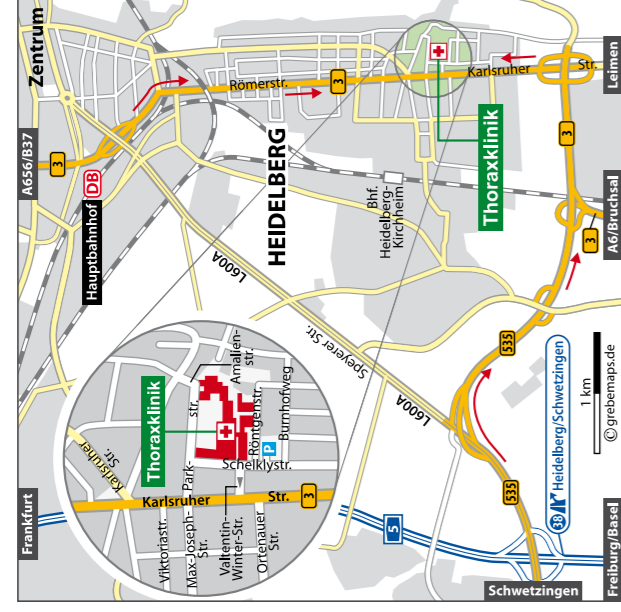 Zentrum
A656/B37
3
Hauptbahnhof DB
Römerstr.
3
HEIDELBERG
Karlsruher
Str.
Leimen
Thoraxklinik
Bhf.
Heidelberg-
Kirchheim
3
A6/Bruchsal
3
L600A
Speyerer Str.
L600A
535
535
38 Heidelberg/Schwetzingen
1 km
© grebemaps.de
Freiburg/Basel
Schwetzingen
5
Frankfurt
Karlsruher
Str.
Thoraxklinik
str.
Amalien-
str.
Röntgenstr.
P
Burnhofweg
Schelklystr.
Karlsruher Str. 3
Viktoriastr.
Max-Joseph-
Str.
Park-
Valtentin-
Winter-Str.
Ortenauer
Str.